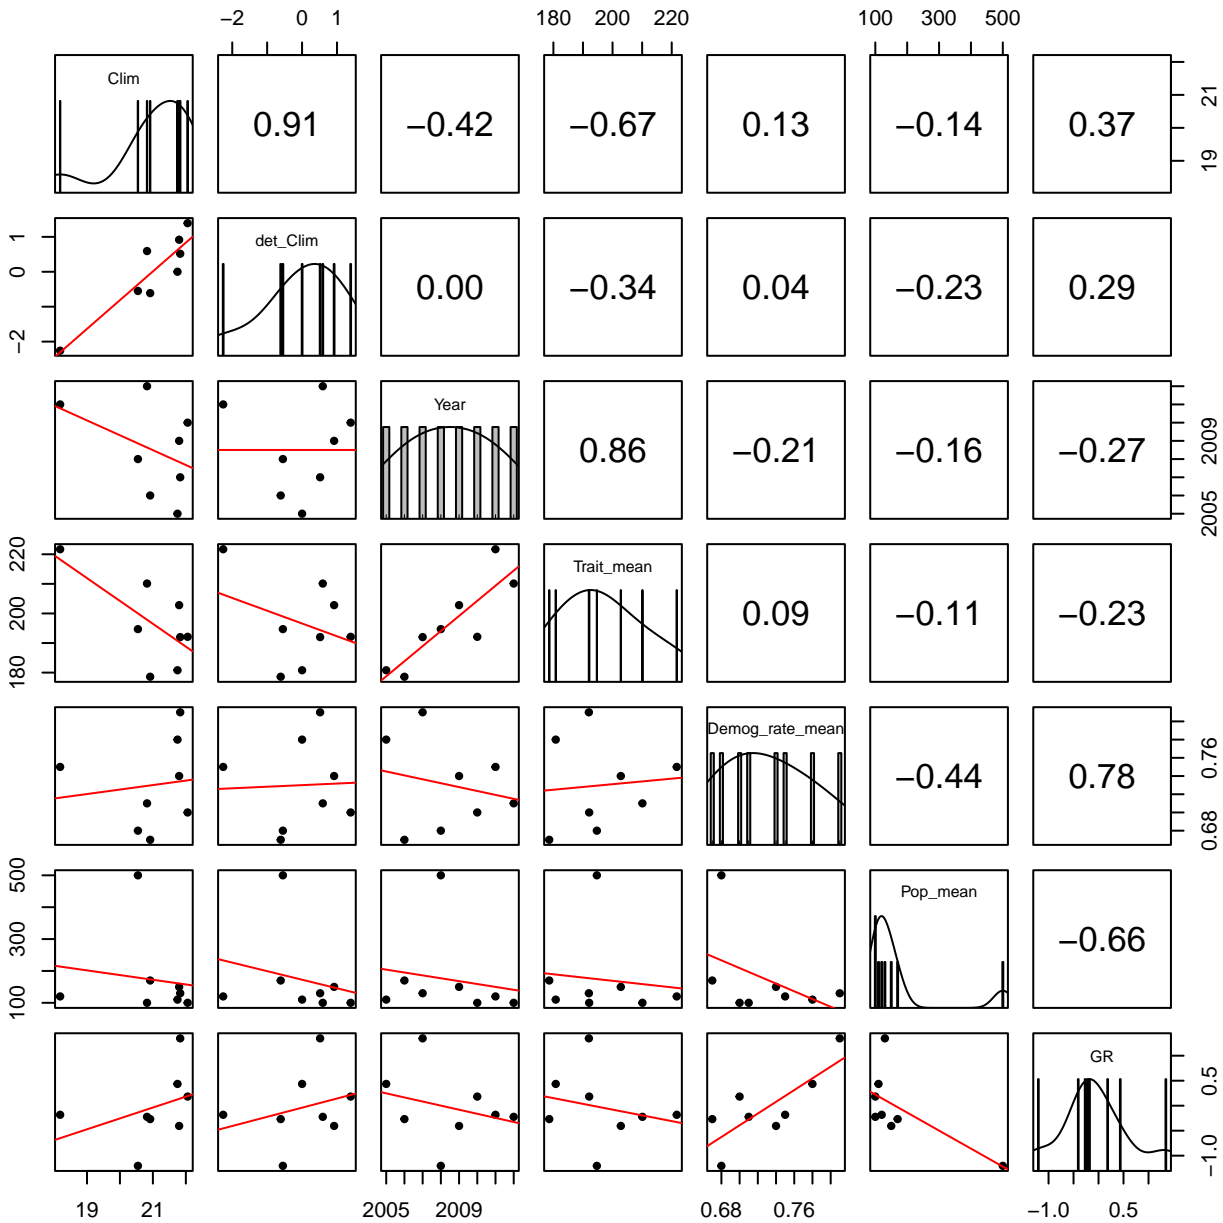 −2 0 1 180 200 220 100 300 500
Clim 0.91 −0.42 −0.67 0.13 −0.14 0.37
19 21
det_Clim 0.00 −0.34 0.04 −0.23 0.29
−2 0 1
Year 0.86 −0.21 −0.16 −0.27
2005 2009
Trait_mean 0.09 −0.11 −0.23
180 200 220
Demog_rate_mean −0.44 0.78
0.68 0.76
Pop_mean −0.66
100 300 500
GR
−1.0 0.5
19 21 2005 2009 0.68 0.76 −1.0 0.5